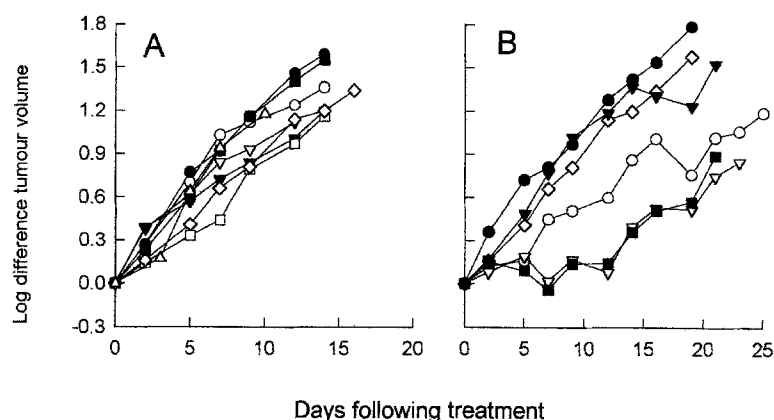 A
B
Log difference tumour volume
1.8
1.5
1.2
0.9
0.6
0.3
0.0
-0.3
0 5 10 15 20
0 5 10 15 20 25
Days following treatment